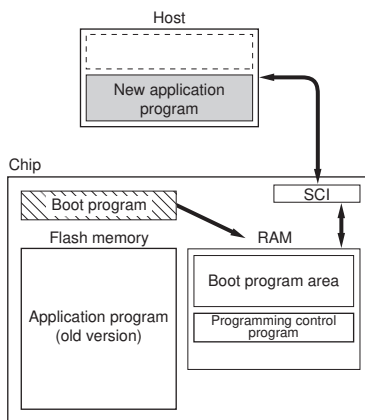 Host
New application
program
Chip
SCI
Boot program
Flash memory
RAM
Application program
(old version)
Boot program area
Programming control
program